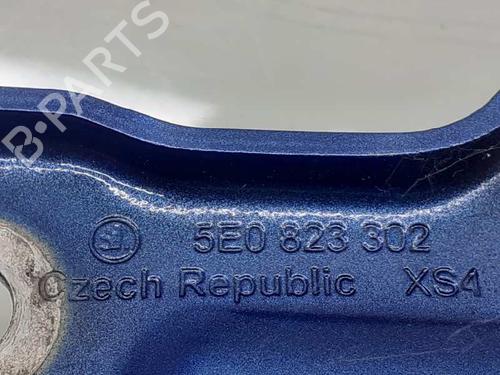 B-PARTS
5E0 823 302
Czech Republic XS4